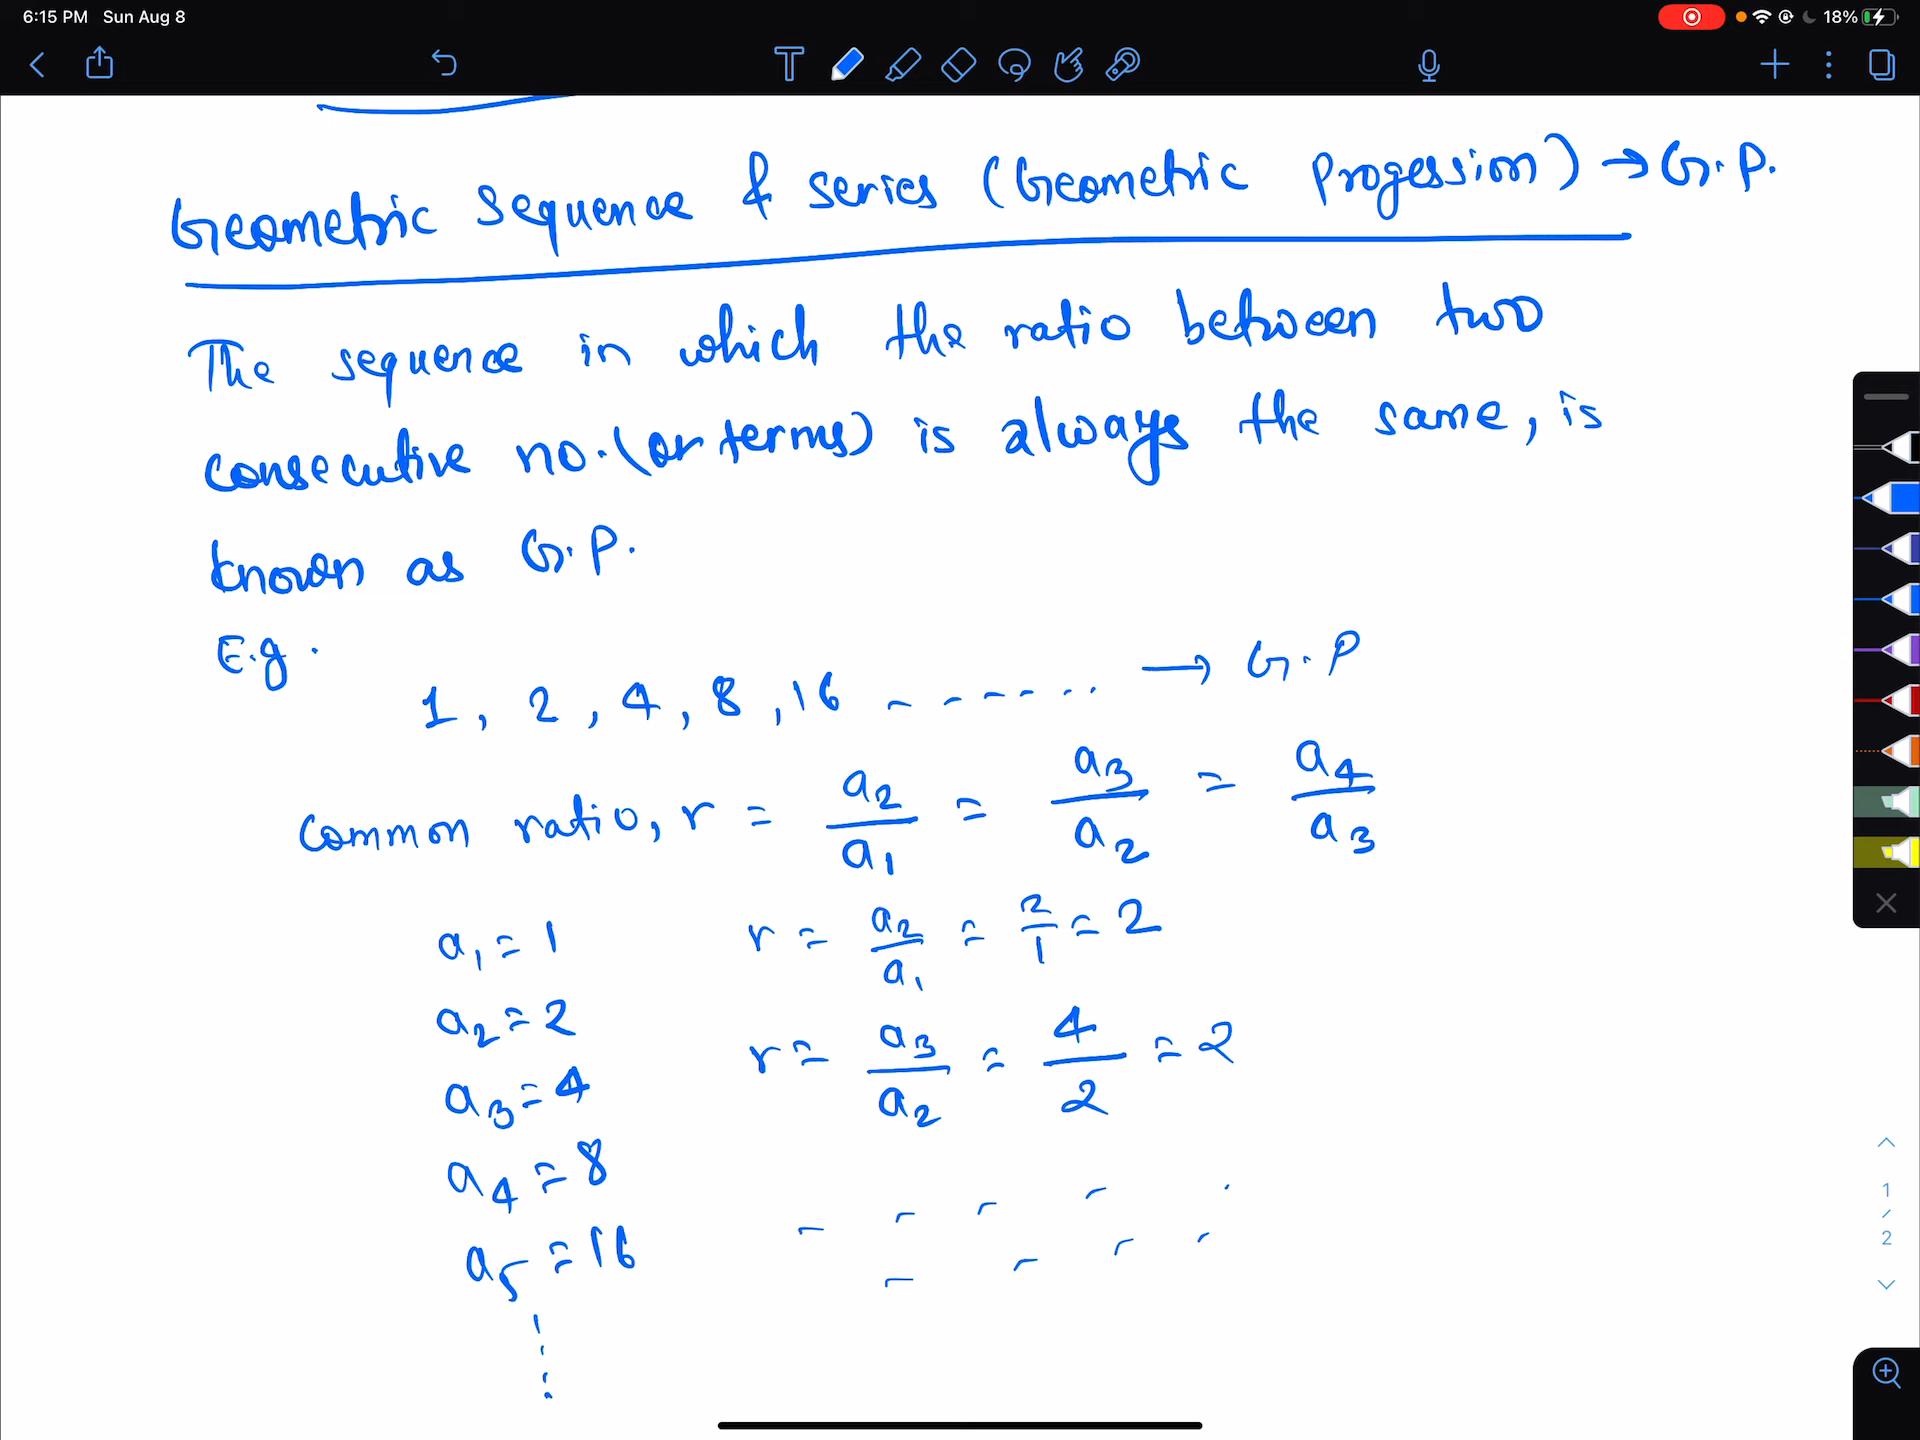 6:15 PM Sun Aug 8
18%
Geometric Sequence & series (Geometric Progession) → G.P.
The sequence in which the ratio between two
consecutive no. (or terms) is always the same, is
known as G.P.
E.g.
1, 2, 4, 8, 16 - - - - - .. → G.P
Common ratio, r = a₂/a₁ = a₃/a₂ = a₄/a₃
a₁ = 1 r = a₂/a₁ = 2/1 = 2
a₂ = 2
a₃ = 4 r = a₃/a₂ = 4/2 = 2
a₄ = 8
a₅ = 16
1 / 2